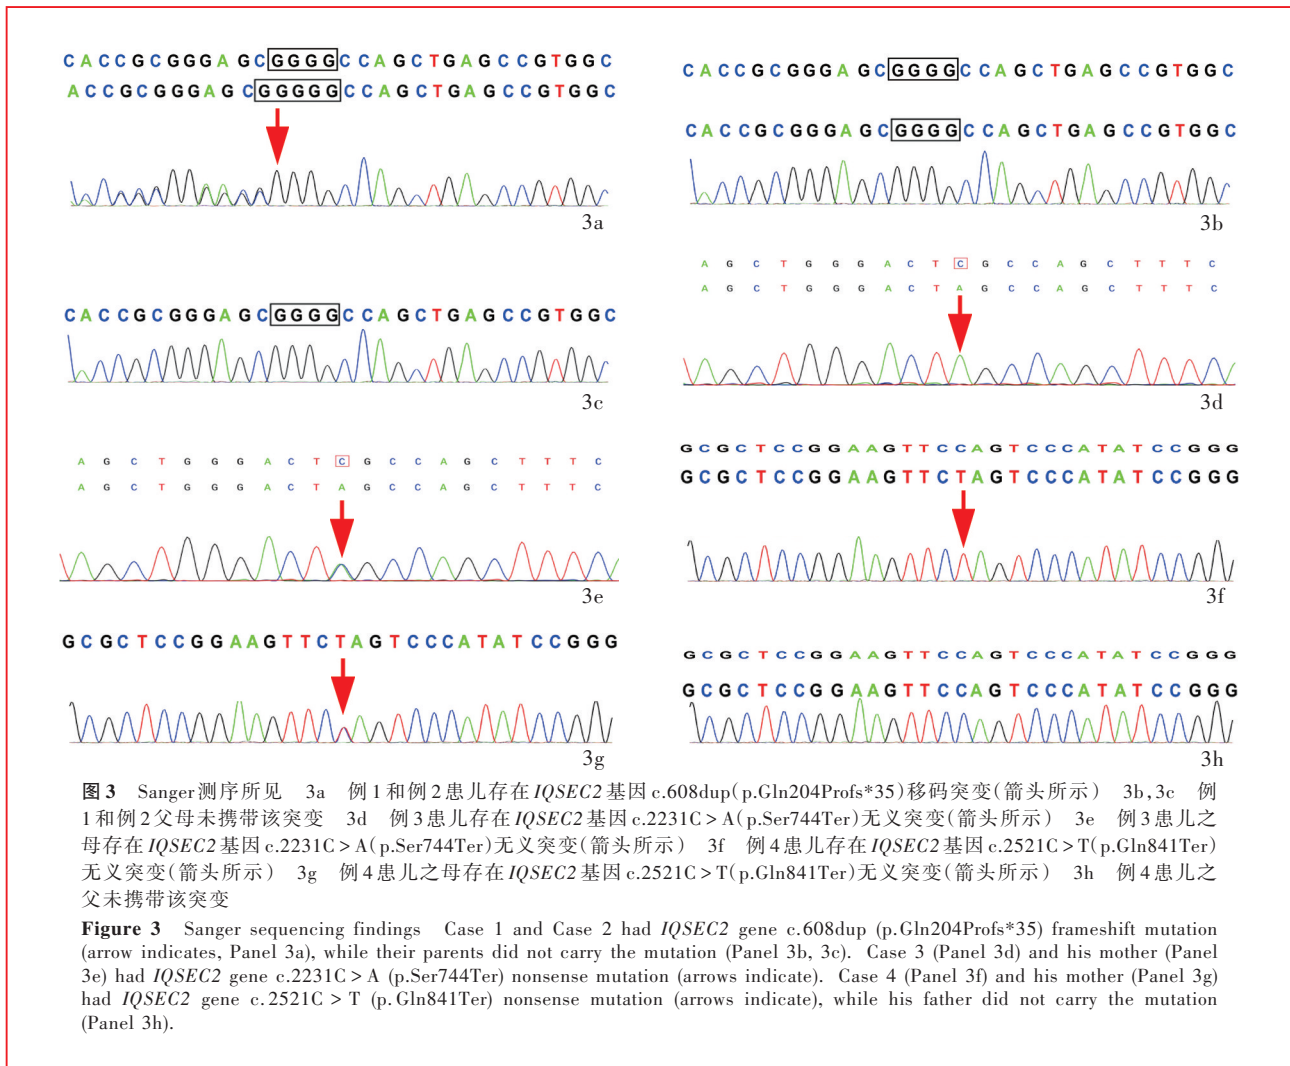 CACCGCGGGAGCGGGGCCAGCTGAGCCGTGGC
ACCGCGGGAGCGGGGGCCAGCTGAGCCGTGGC
3a
CACCGCGGGAGCGGGGCCAGCTGAGCCGTGGC
CACCGCGGGAGCGGGGCCAGCTGAGCCGTGGC
3b
CACCGCGGGAGCGGGGCCAGCTGAGCCGTGGC
3c
AGCTGGGACTCGCCAGCTTTC
AGCTGGGACTAGCCAGCTTTC
3d
AGCTGGGACTCGCCAGCTTTC
AGCTGGGACTAGCCAGCTTTC
3e
GCGCTCCGGAAGTTCCAGTCCCATATCCGGG
GCGCTCCGGAAGTTCTAGTCCCATATCCGGG
3f
GCGCTCCGGAAGTTCTAGTCCCATATCCGGG
3g
GCGCTCCGGAAGTTCCAGTCCCATATCCGGG
GCGCTCCGGAAGTTCCAGTCCCATATCCGGG
3h
图3 Sanger测序所见 3a 例1和例2患儿存在IQSEC2基因c.608dup(p.Gln204Profs*35)移码突变(箭头所示) 3b,3c 例
1和例2父母未携带该突变 3d 例3患儿存在IQSEC2基因c.2231C>A(p.Ser744Ter)无义突变(箭头所示) 3e 例3患儿之
母存在IQSEC2基因c.2231C>A(p.Ser744Ter)无义突变(箭头所示) 3f 例4患儿存在IQSEC2基因c.2521C>T(p.Gln841Ter)
无义突变(箭头所示) 3g 例4患儿之母存在IQSEC2基因c.2521C>T(p.Gln841Ter)无义突变(箭头所示) 3h 例4患儿之
父未携带该突变
Figure 3 Sanger sequencing findings Case 1 and Case 2 had IQSEC2 gene c.608dup (p.Gln204Profs*35) frameshift mutation
(arrow indicates, Panel 3a), while their parents did not carry the mutation (Panel 3b, 3c). Case 3 (Panel 3d) and his mother (Panel
3e) had IQSEC2 gene c.2231C > A (p.Ser744Ter) nonsense mutation (arrows indicate). Case 4 (Panel 3f) and his mother (Panel 3g)
had IQSEC2 gene c.2521C > T (p.Gln841Ter) nonsense mutation (arrows indicate), while his father did not carry the mutation
(Panel 3h).